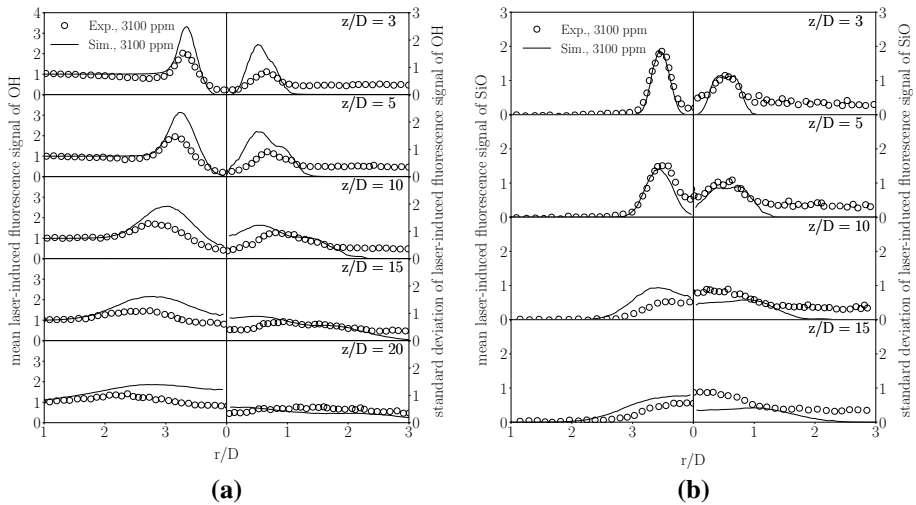 mean laser-induced fluorescence signal of OH
4
3
2
1
0
3
2
1
0
3
2
1
0
3
2
1
0
3
2
1
0
Exp., 3100 ppm
Sim., 3100 ppm
z/D = 3
z/D = 5
z/D = 10
z/D = 15
z/D = 20
3
2
1
0
2
1
0
2
1
0
2
1
0
2
1
0
standard deviation of laser-induced fluorescence signal of OH
1 2 3 0 1 2 3
r/D
(a)
mean laser-induced fluorescence signal of SiO
3
2
1
0
2
1
0
2
1
0
2
1
0
Exp., 3100 ppm
Sim., 3100 ppm
z/D = 3
z/D = 5
z/D = 10
z/D = 15
3
2
1
0
2
1
0
2
1
0
2
1
0
standard deviation of laser-induced fluorescence signal of SiO
1 2 3 0 1 2 3
r/D
(b)